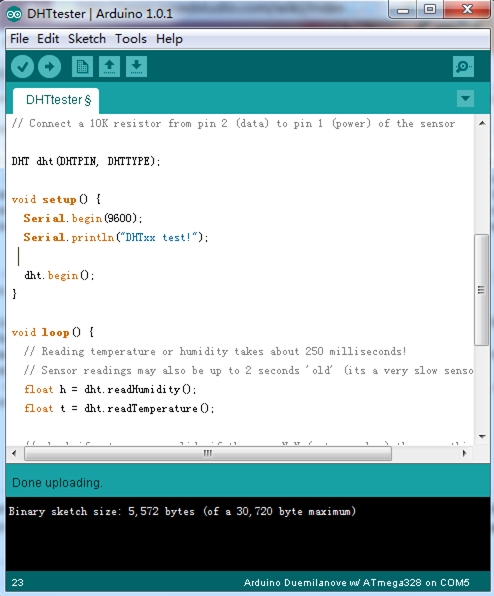 DHTtester | Arduino 1.0.1
File Edit Sketch Tools Help
DHTtester §
// Connect a 10K resistor from pin 2 (data) to pin 1 (power) of the sensor
DHT dht(DHTPIN, DHTTYPE);
void setup() {
Serial.begin(9600);
Serial.println("DHTxx test!");
dht.begin();
}
void loop() {
// Reading temperature or humidity takes about 250 milliseconds!
// Sensor readings may also be up to 2 seconds 'old' (its a very slow senso
float h = dht.readHumidity();
float t = dht.readTemperature();
Done uploading.
Binary sketch size: 5,572 bytes (of a 30,720 byte maximum)
23
Arduino Duemilanove w/ ATmega328 on COM5